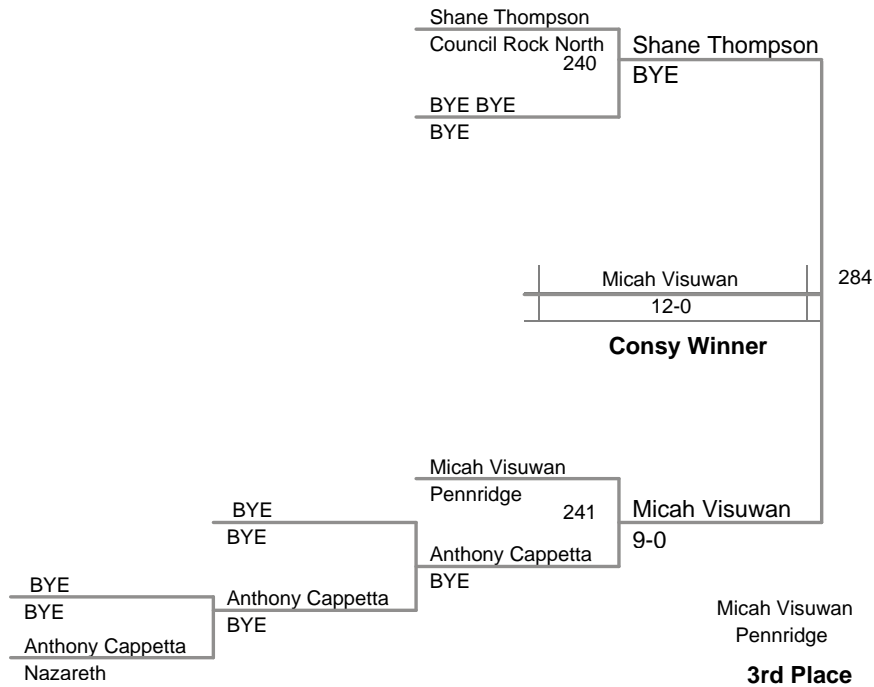 Shane Thompson
Council Rock North
240
Shane Thompson
BYE
BYE BYE
BYE
Micah Visuwan
284
12-0
Consy Winner
Micah Visuwan
Pennridge
241
Micah Visuwan
9-0
BYE
BYE
Anthony Cappetta
BYE
BYE
BYE
Anthony Cappetta
BYE
Anthony Cappetta
Nazareth
Micah Visuwan
Pennridge
3rd Place